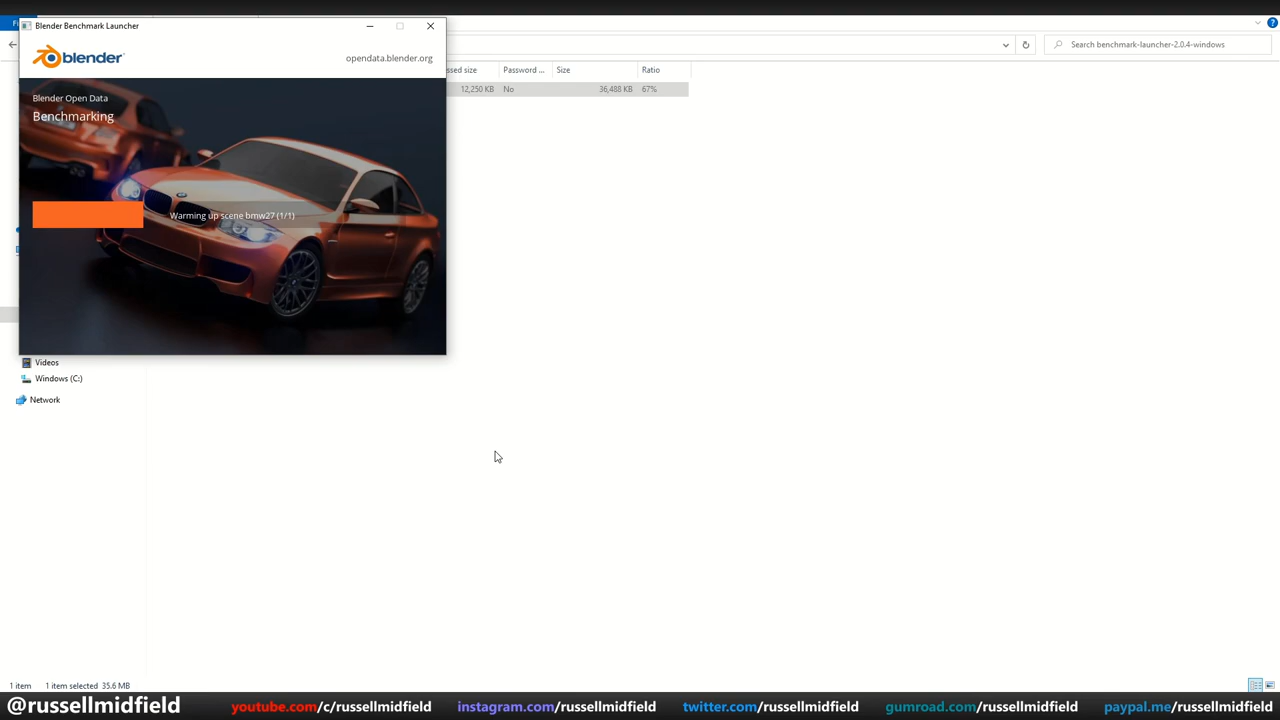 Blender Benchmark Launcher
blender
opendata.blender.org
Search benchmark-launcher-2.0.4-windows
ssed size
Password ...
Size
Ratio
12,250 KB
No
36,488 KB
67%
Blender Open Data
Benchmarking
Warming up scene bmw27 (1/1)
Videos
Windows (C:)
Network
1 item
1 item selected 35.6 MB
@russellmidfield
youtube.com/c/russellmidfield
instagram.com/russellmidfield
twitter.com/russellmidfield
gumroad.com/russellmidfield
paypal.me/russellmidfield